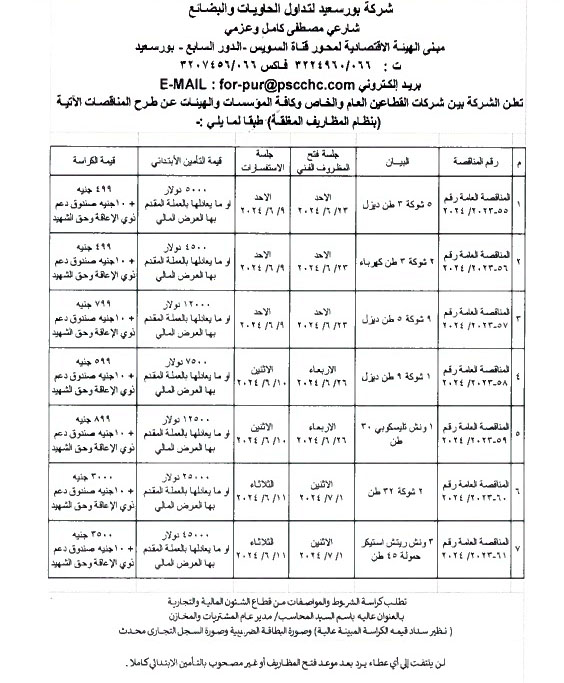 شركة بورسعيد لتداول الحاويات والبضائع
شارعي مصطفى كامل وعزمي
مبنى الهيئة الاقتصادية لمحور قناة السويس -الدور السابع - بورسعيد
ت : ٣٢٢٤٩٦٠/٠٦٦ فاكس ٣٢٠٧٤٥٦/٠٦٦
بريد إلكتروني E-MAIL : for-pur@pscchc.com
تعلن الشركة بين شركات القطاعين العام والخاص وكافة المؤسسات والهيئات عن طرح المناقصات الآتية
(بنظام المظاريف المغلقة) طبقا لما يلي :-
م رقم المناقصة البيــان جلسة فتح المظروف الفني جلسة الاستفسارات قيمة التأمين الأبتدائي قيمة الكراسة
١ المناقصة العامة رقم ٥٥-٢٠٢٣/ ٢٠٢٤ ٥ شوكة ٣ طن ديزل الاحد ٢٠٢٤/٦/٢٣ الاحد ٢٠٢٤/٦/٩ ٥٠٠٠ دولار او ما يعادلها بالعملة المقدم بها العرض المالي ٤٩٩ جنيه + ١٠جنيه صندوق دعم ذوي الإعاقة وحق الشهيد
٢ المناقصة العامة رقم ٥٦-٢٠٢٣/ ٢٠٢٤ ٢ شوكة ٣ طن كهرباء الاحد ٢٠٢٤/٦/٢٣ الاحد ٢٠٢٤/٦/٩ ٤٥٠٠ دولار او ما يعادلها بالعملة المقدم بها العرض المالي ٤٩٩ جنيه + ١٠جنيه صندوق دعم ذوي الإعاقة وحق الشهيد
٣ المناقصة العامة رقم ٥٧-٢٠٢٣/ ٢٠٢٤ ٩ شوكة ٥ طن ديزل الاحد ٢٠٢٤/٦/٢٣ الاحد ٢٠٢٤/٦/٩ ١٢٠٠٠ دولار او ما يعادلها بالعملة المقدم بها العرض المالي ٧٩٩ جنيه + ١٠جنيه صندوق دعم ذوي الإعاقة وحق الشهيد
٤ المناقصة العامة رقم ٥٨-٢٠٢٣/ ٢٠٢٤ ١ شوكة ٩ طن ديزل الاربعاء ٢٠٢٤/٦/٢٦ الاثنين ٢٠٢٤/٦/١٠ ٧٥٠٠ دولار او ما يعادلها بالعملة المقدم بها العرض المالي ٥٩٩ جنيه + ١٠جنيه صندوق دعم ذوي الإعاقة وحق الشهيد
٥ المناقصة العامة رقم ٥٩-٢٠٢٣/ ٢٠٢٤ ١ ونش تليسكوبي ٣٠ طن الاربعاء ٢٠٢٤/٦/٢٦ الاثنين ٢٠٢٤/٦/١٠ ١٢٥٠٠ دولار او ما يعادلها بالعملة المقدم بها العرض المالي ٨٩٩ جنيه + ١٠جنيه صندوق دعم ذوي الإعاقة وحق الشهيد
٦ المناقصة العامة رقم ٦٠-٢٠٢٣/ ٢٠٢٤ ٢ شوكة ٣٢ طن الاثنين ٢٠٢٤/٧/١ الثلاثاء ٢٠٢٤/٦/١١ ٢٥٠٠٠ دولار او ما يعادلها بالعملة المقدم بها العرض المالي ٣٠٠٠ جنيه + ١٠جنيه صندوق دعم ذوي الإعاقة وحق الشهيد
٧ المناقصة العامة رقم ٦١-٢٠٢٣/ ٢٠٢٤ ٣ ونش ريتش استيكر حمولة ٤٥ طن الاثنين ٢٠٢٤/٧/١ الثلاثاء ٢٠٢٤/٦/١١ ٤٥٠٠٠ دولار او ما يعادلها بالعملة المقدم بها العرض المالي ٣٥٠٠ جنيه + ١٠جنيه صندوق دعم ذوي الإعاقة وحق الشهيد
تطلب كراسة الشروط والمواصفات من قطاع الشئون المالية والتجارية
بالعنوان عاليه باسم السيد المحاسب/ مدير عام المشتريات والمخازن
( نظير سداد قيمه الكراسة المبينة عالية ) وصورة البطاقة الضريبية وصورة السجل التجاري محدث
لن يلتفت إلي أي عطاء يرد بعد موعد فتح المظاريف أو غير مصحوب بالتأمين الابتدائي كاملا .